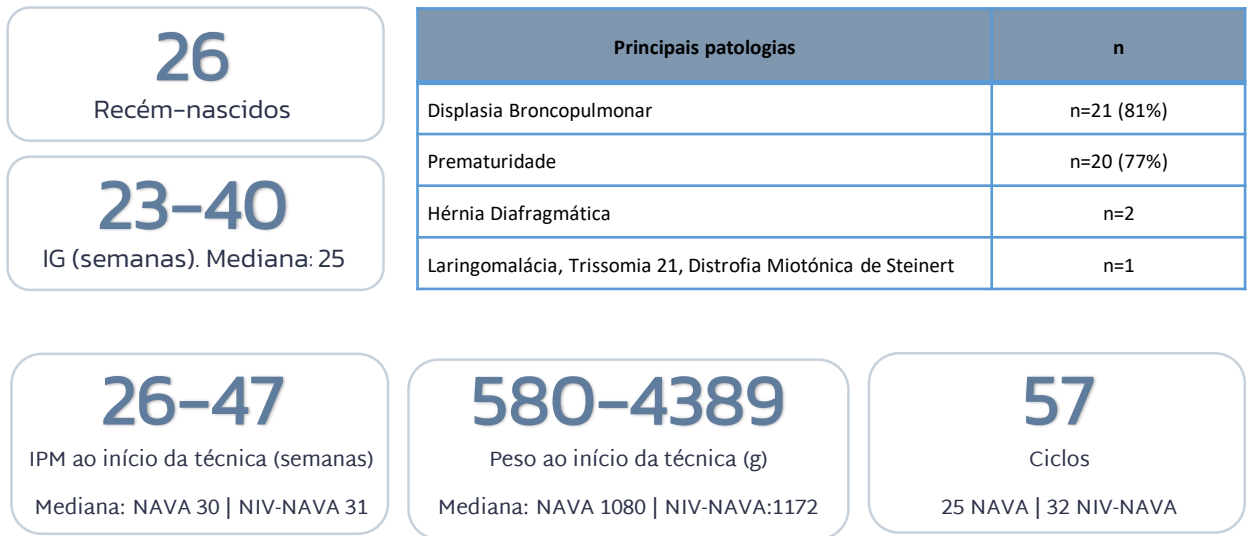 26
Recém-nascidos
23-40
IG (semanas). Mediana: 25
Principais patologias n
Displasia Broncopulmonar n=21 (81%)
Prematuridade n=20 (77%)
Hérnia Diafragmática n=2
Laringomalácia, Trissomia 21, Distrofia Miotónica de Steinert n=1
26-47
IPM ao início da técnica (semanas)
Mediana: NAVA 30 | NIV-NAVA 31
580-4389
Peso ao início da técnica (g)
Mediana: NAVA 1080 | NIV-NAVA:1172
57
Ciclos
25 NAVA | 32 NIV-NAVA